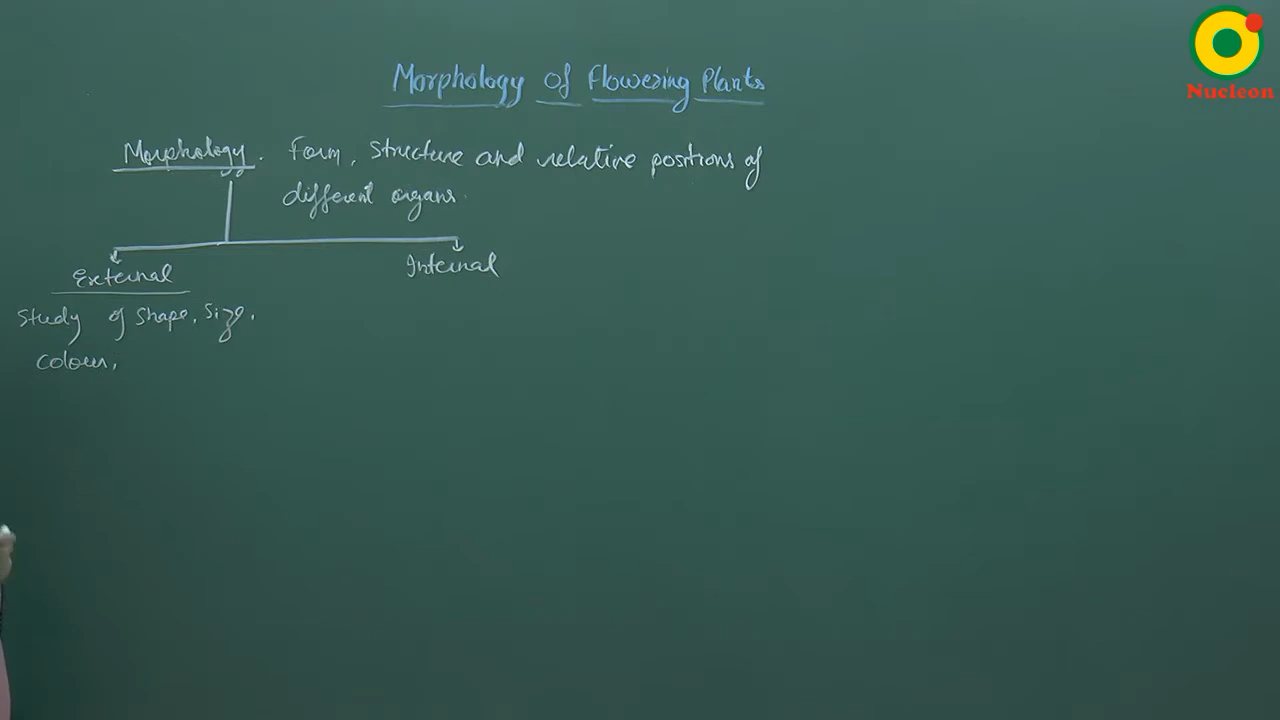 Morphology of Flowering Plants
Nucleon
Morphology. Form, Structure and relative positions of
different organs.
External
Internal
Study of Shape, Size,
Colour,